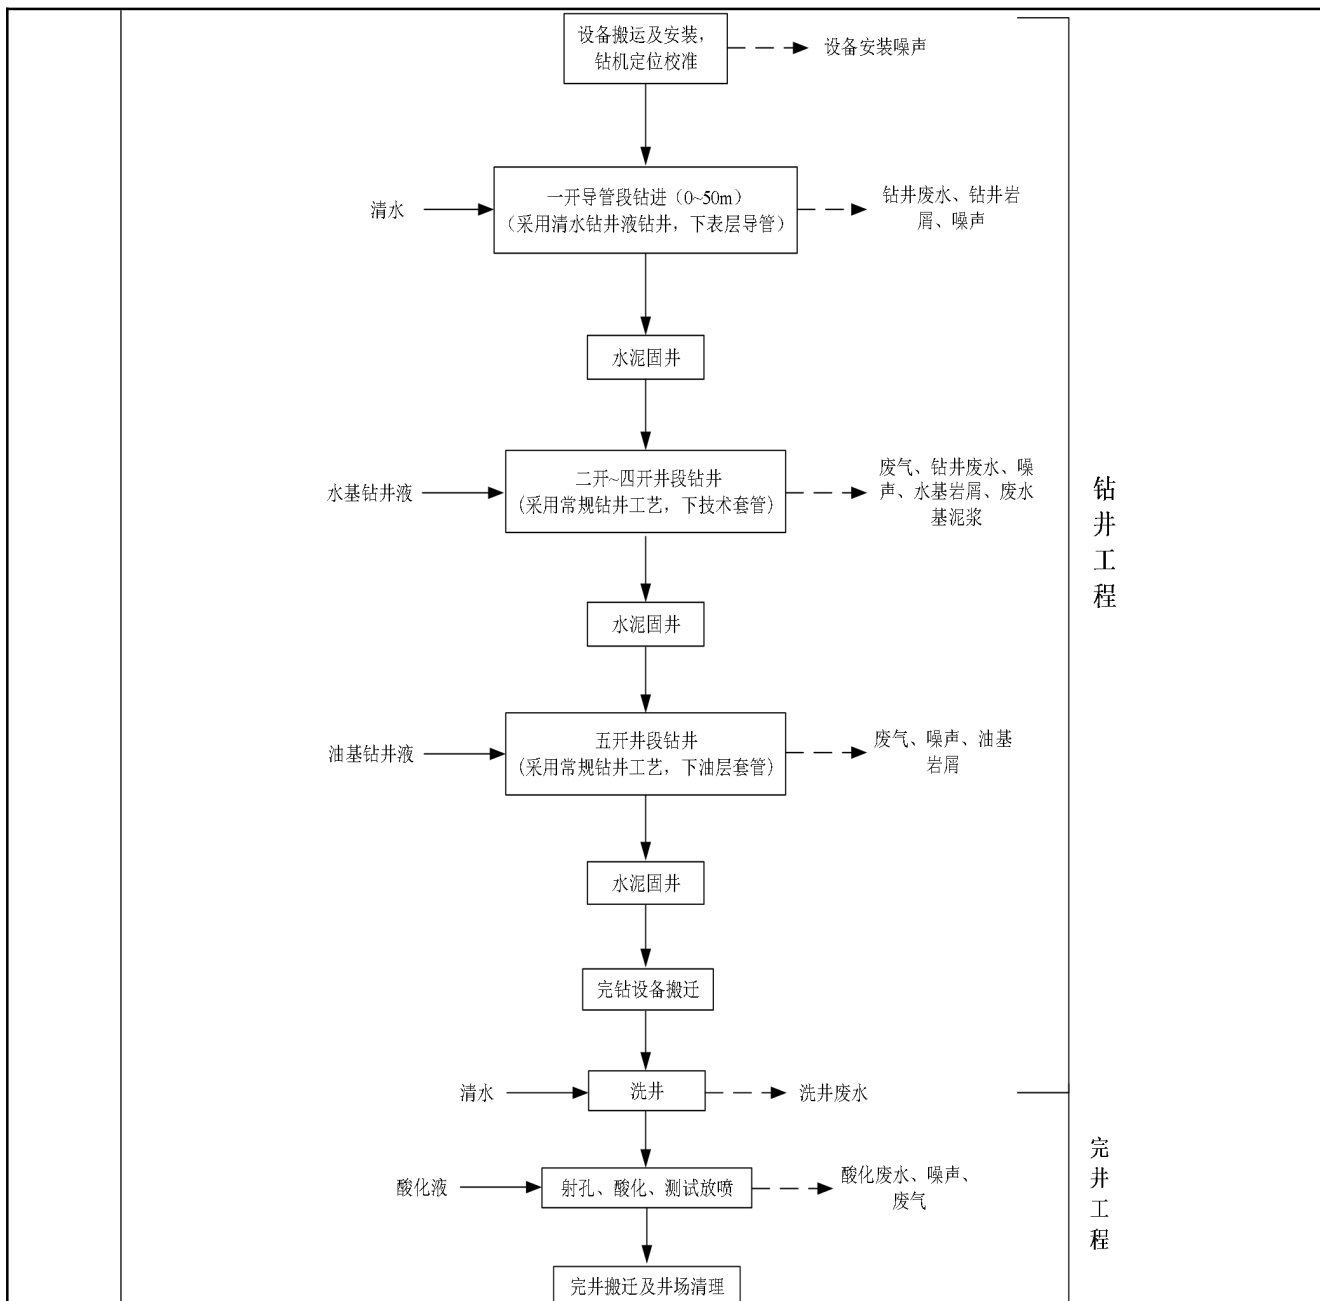 设备搬运及安装，
钻机定位校准
设备安装噪声
清水
一开导管段钻进（0~50m）
（采用清水钻井液钻井，下表层导管）
钻井废水、钻井岩
屑、噪声
水泥固井
水基钻井液
二开~四开井段钻井
（采用常规钻井工艺，下技术套管）
废气、钻井废水、噪
声、水基岩屑、废水
基泥浆
钻井工程
水泥固井
油基钻井液
五开井段钻井
（采用常规钻井工艺，下油层套管）
废气、噪声、油基
岩屑
水泥固井
完钻设备搬迁
清水
洗井
洗井废水
酸化液
射孔、酸化、测试放喷
酸化废水、噪声、
废气
完井工程
完井搬迁及井场清理